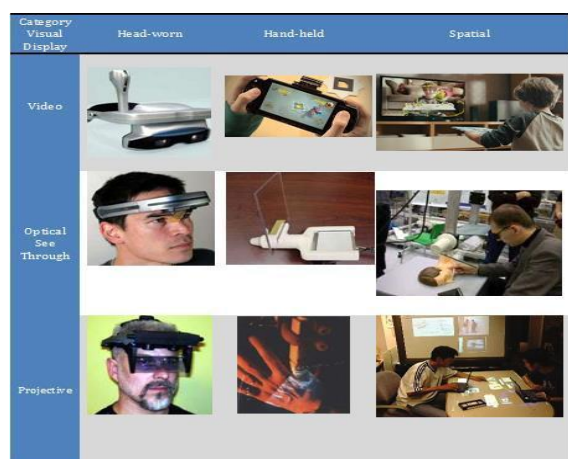 Category
Visual
Display
Head-worn
Hand-held
Spatial
Video
Optical
See
Through
Projective